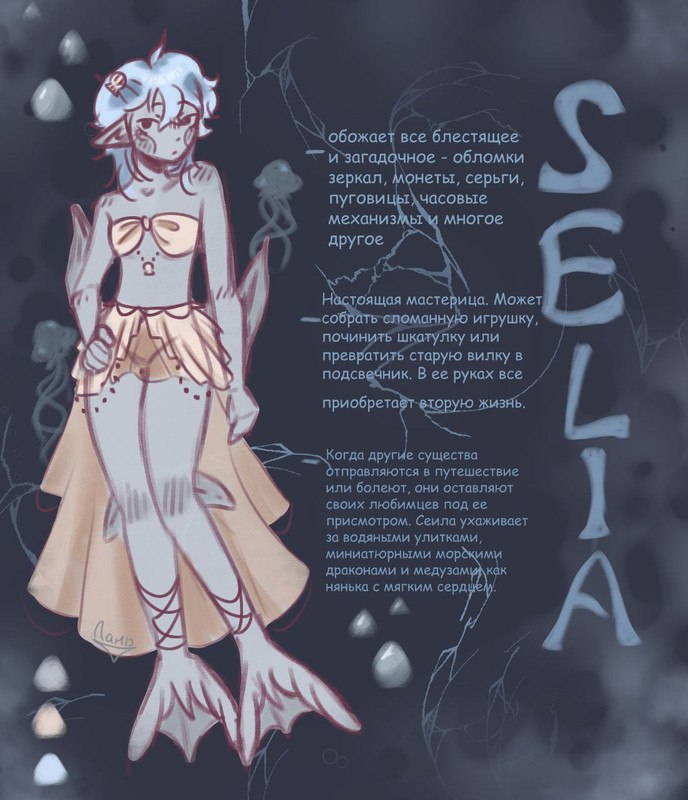 обожает все блестящее
и загадочное - обломки
зеркал, монеты, серьги,
пуговицы, часовые
механизмы и многое
другое
Настоящая мастерица. Может
собрать сломанную игрушку,
починить шкатулку или
превратить старую вилку в
подсвечник. В ее руках все
приобретает вторую жизнь.
Когда другие существа
отправляются в путешествие
или болеют, они оставляют
своих любимцев под ее
присмотром. Сеила ухаживает
за водяными улитками,
миниатюрными морскими
драконами и медузами, как
нянька с мягким сердцем.
SELIA